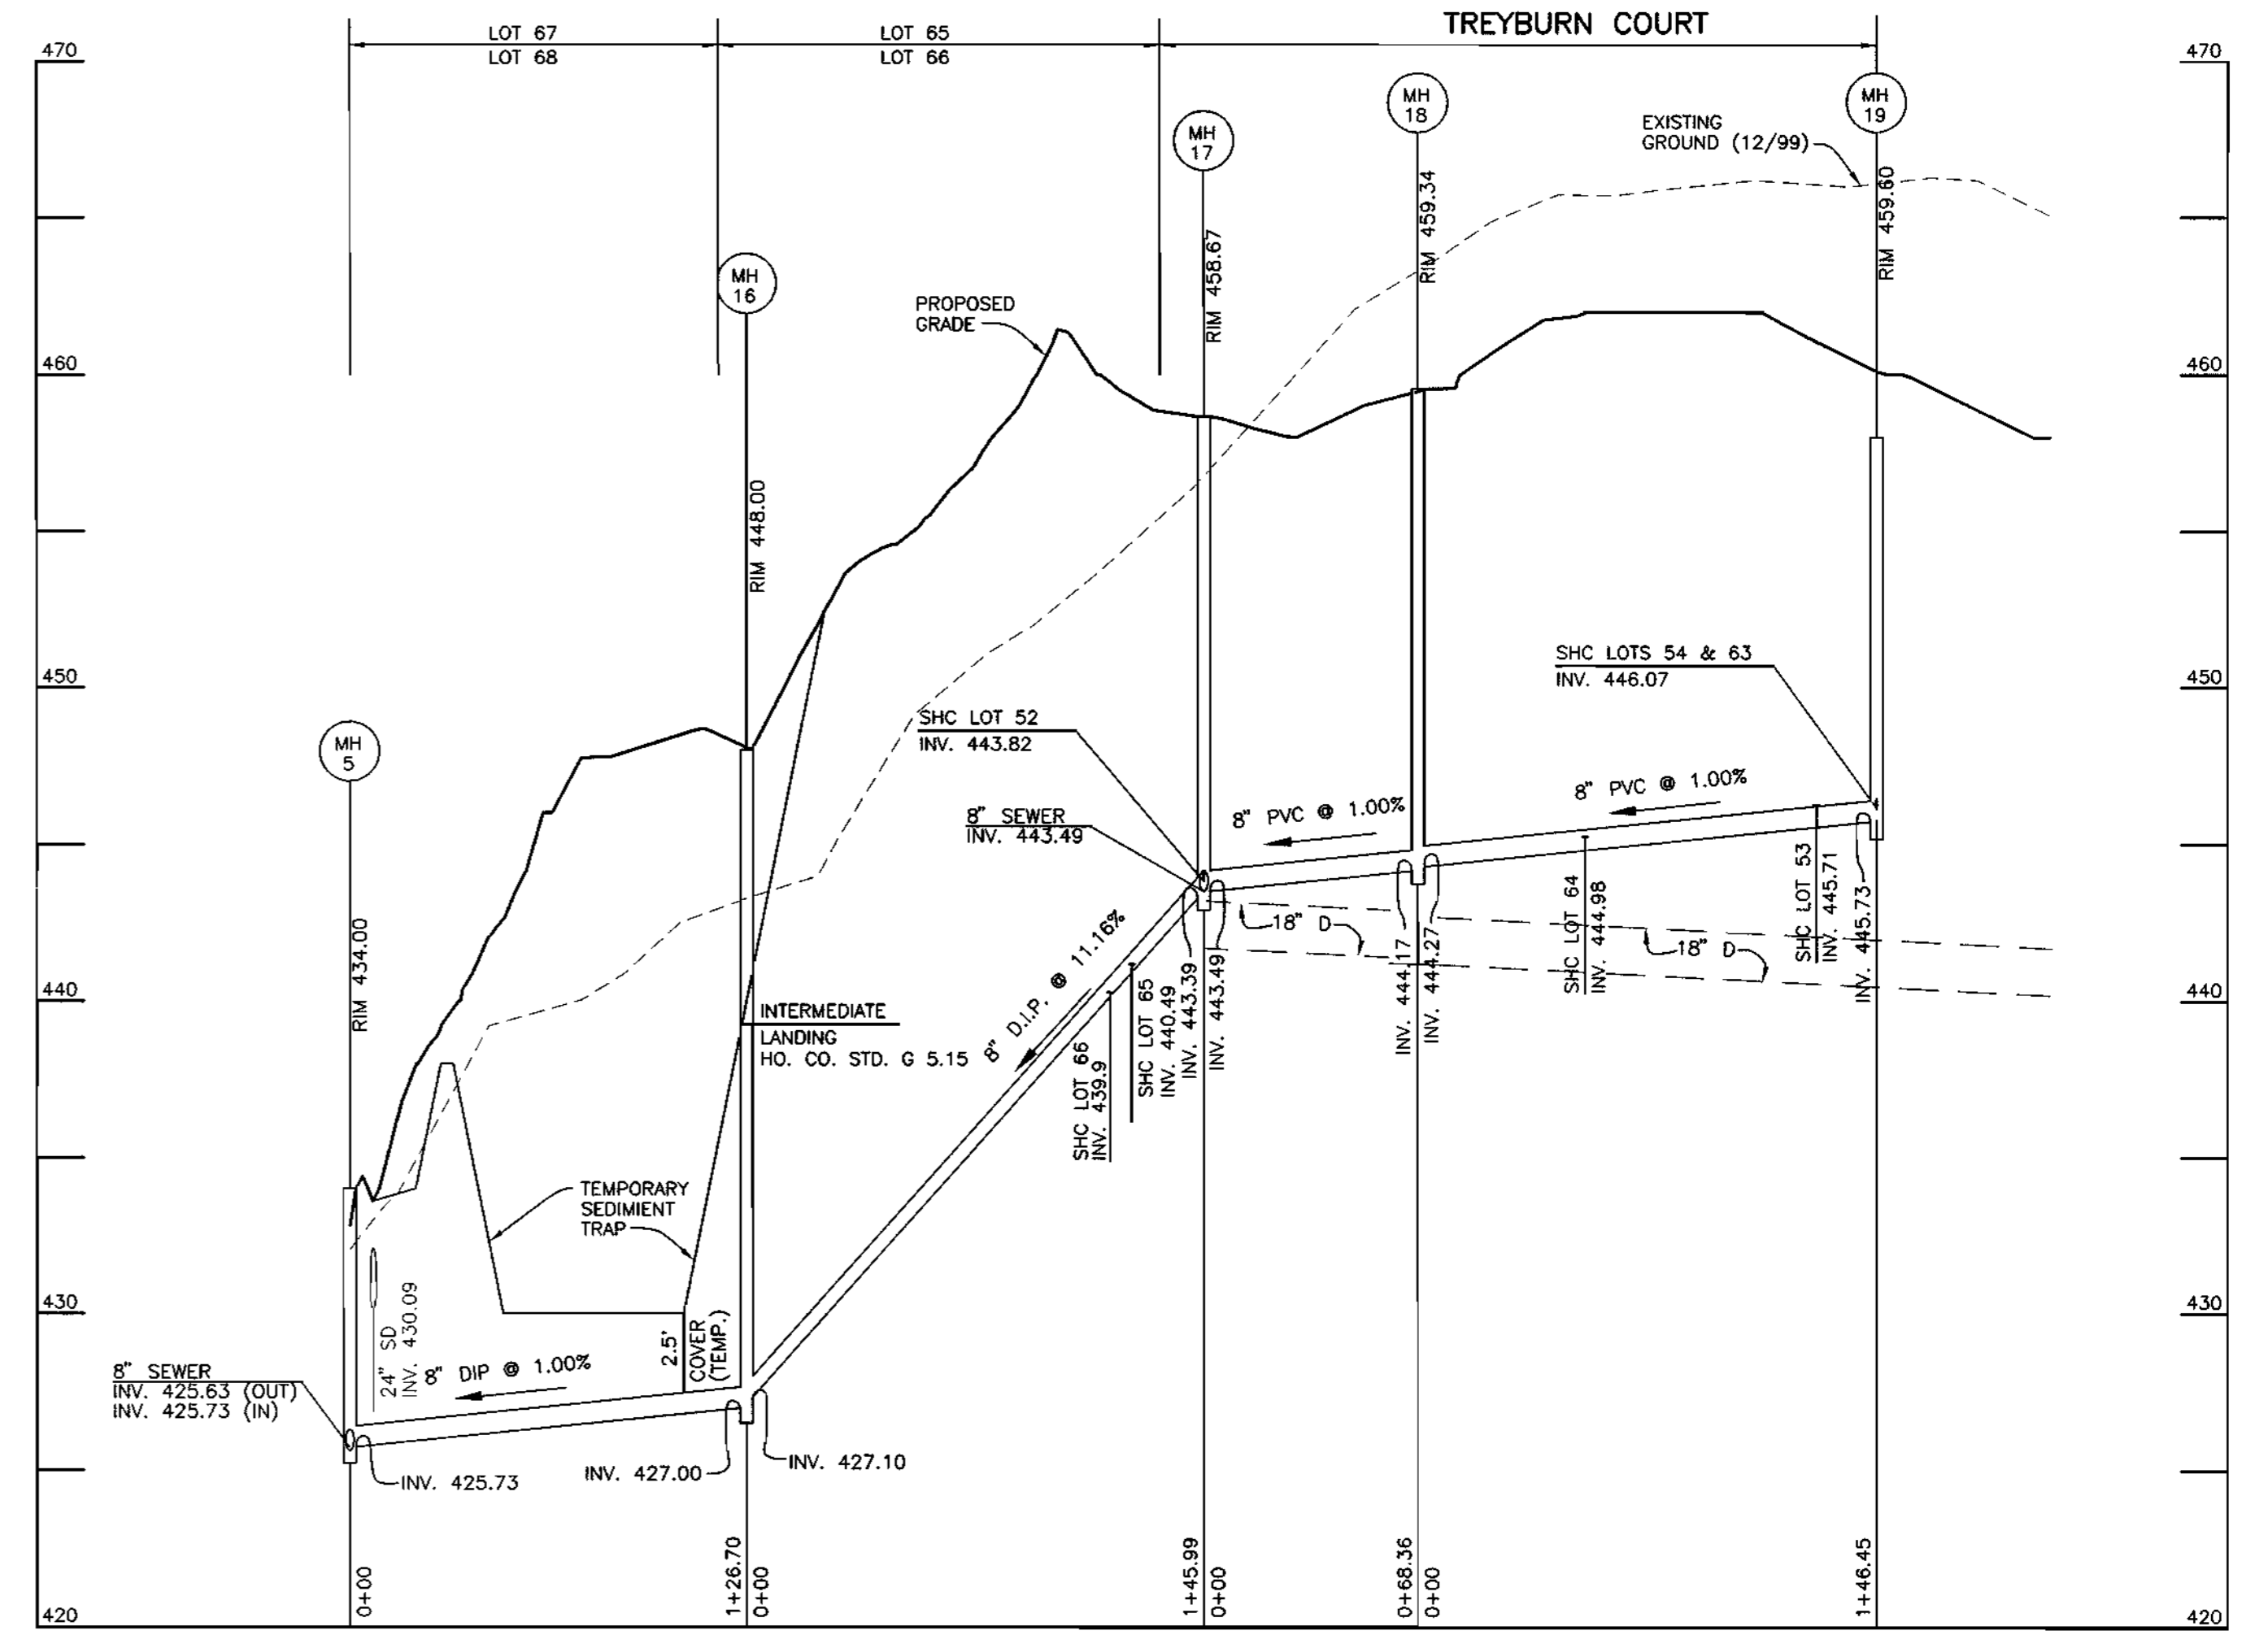 TREYBURN COURT
LOT 67
LOT 68
LOT 65
LOT 66
470
470
460
460
450
450
440
440
430
430
420
420
MH
5
MH
16
MH
17
MH
18
MH
19
RIM 434.00
RIM 448.00
RIM 458.67
RIM 459.34
RIM 459.60
EXISTING
GROUND (12/99)
PROPOSED
GRADE
SHC LOTS 54 & 63
INV. 446.07
SHC LOT 52
INV. 443.82
8" SEWER
INV. 443.49
8" PVC @ 1.00%
8" PVC @ 1.00%
18" D
18" D
8" D.I.P. @ 11.16%
INTERMEDIATE
LANDING
HO. CO. STD. G 5.15
SHC LOT 66
INV. 439.9
SHC LOT 65
INV. 440.49
INV. 443.39
INV. 443.49
INV. 444.17
INV. 444.27
SHC LOT 64
INV. 444.98
SHC LOT 53
INV. 445.71
INV. 445.73
TEMPORARY
SEDIMIENT
TRAP
24" SD
INV. 430.09
8" DIP @ 1.00%
2.5'
COVER
(TEMP.)
8" SEWER
INV. 425.63 (OUT)
INV. 425.73 (IN)
INV. 425.73
INV. 427.00
INV. 427.10
0+00
1+26.70
0+00
1+45.99
0+00
0+68.36
0+00
1+46.45